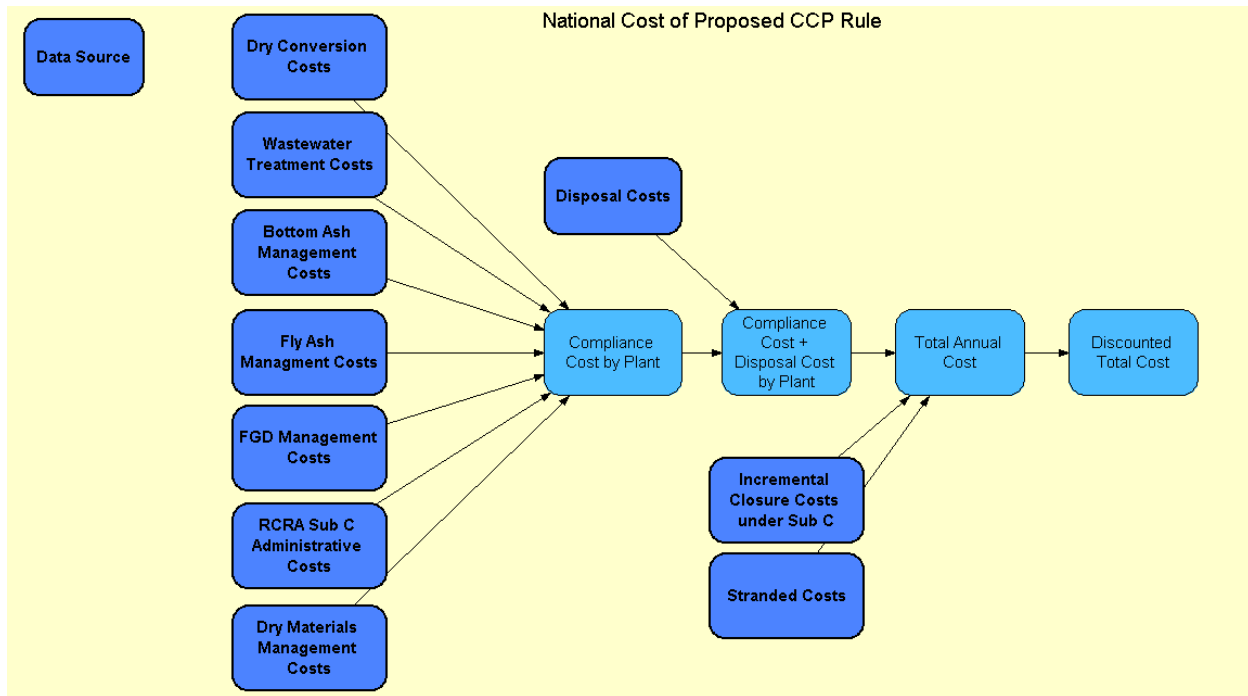 National Cost of Proposed CCP Rule
Data Source
Dry Conversion
Costs
Wastewater
Treatment Costs
Bottom Ash
Management
Costs
Fly Ash
Managment Costs
FGD Management
Costs
RCRA Sub C
Administrative
Costs
Dry Materials
Management
Costs
Disposal Costs
Compliance
Cost by Plant
Compliance
Cost +
Disposal Cost
by Plant
Total Annual
Cost
Discounted
Total Cost
Incremental
Closure Costs
under Sub C
Stranded Costs